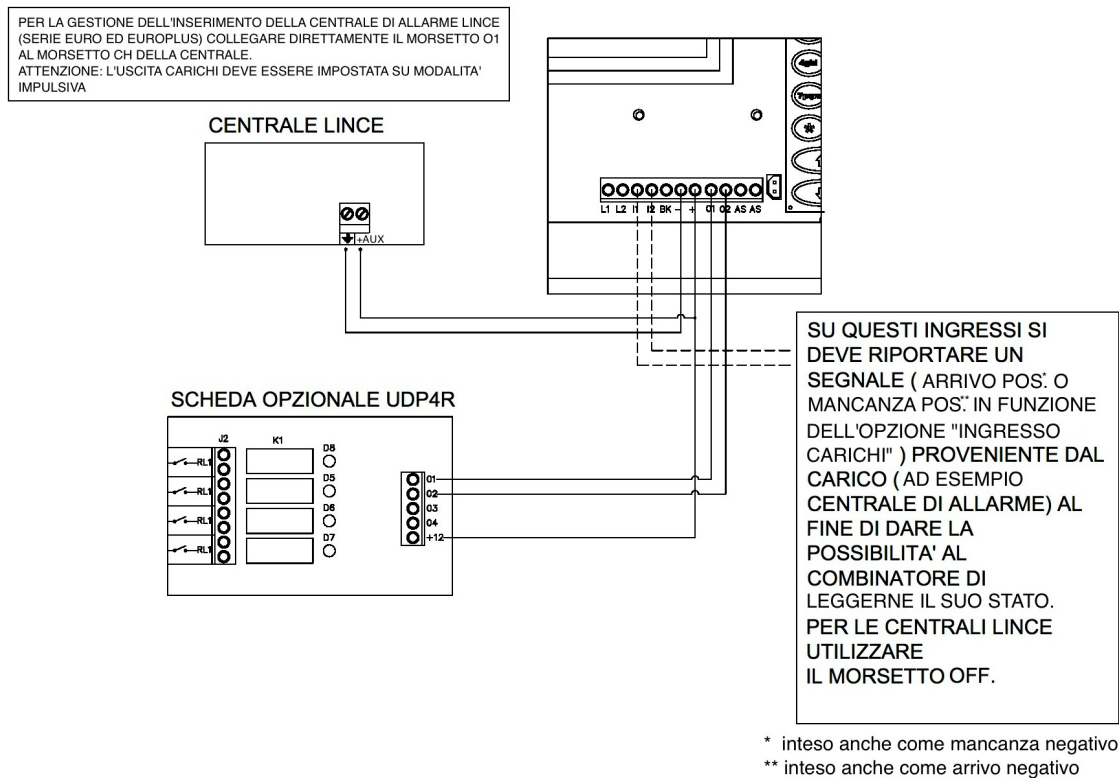 PER LA GESTIONE DELL'INSERIMENTO DELLA CENTRALE DI ALLARME LINCE
(SERIE EURO ED EUROPLUS) COLLEGARE DIRETTAMENTE IL MORSETTO O1
AL MORSETTO CH DELLA CENTRALE.
ATTENZIONE: L'USCITA CARICHI DEVE ESSERE IMPOSTATA SU MODALITA'
IMPULSIVA
CENTRALE LINCE
+AUX
4ghi
*
L1 L2 I1 I2 BK - + 01 02 AS AS
SCHEDA OPZIONALE UDP4R
J2 K1 D8
RL1
RL1 D5
RL1 D6
RL1 D7
01
02
03
04
+12
SU QUESTI INGRESSI SI
DEVE RIPORTARE UN
SEGNALE ( ARRIVO POS.* O
MANCANZA POS.** IN FUNZIONE
DELL'OPZIONE "INGRESSO
CARICHI" ) PROVENIENTE DAL
CARICO ( AD ESEMPIO
CENTRALE DI ALLARME) AL
FINE DI DARE LA
POSSIBILITA' AL
COMBINATORE DI
LEGGERNE IL SUO STATO.
PER LE CENTRALI LINCE
UTILIZZARE
IL MORSETTO OFF.
* inteso anche come mancanza negativo
** inteso anche come arrivo negativo